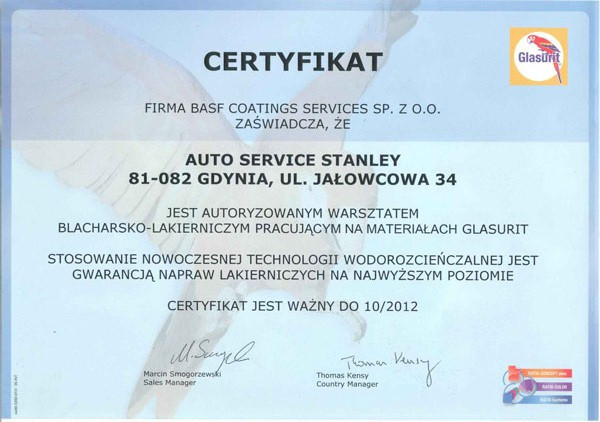 CERTYFIKAT
Glasurit
FIRMA BASF COATINGS SERVICES SP. Z O.O.
ZAŚWIADCZA, ŻE
AUTO SERVICE STANLEY
81-082 GDYNIA, UL. JAŁOWCOWA 34
JEST AUTORYZOWANYM WARSZTATEM
BLACHARSKO-LAKIERNICZYM PRACUJĄCYM NA MATERIAŁACH GLASURIT
STOSOWANIE NOWOCZESNEJ TECHNOLOGII WODOROZCIEŃCZALNEJ JEST
GWARANCJĄ NAPRAW LAKIERNICZYCH NA NAJWYŻSZYM POZIOMIE
CERTYFIKAT JEST WAŻNY DO 10/2012
Marcin Smogorzewski
Sales Manager
Thomas Kensy
Thomas Kensy
Country Manager